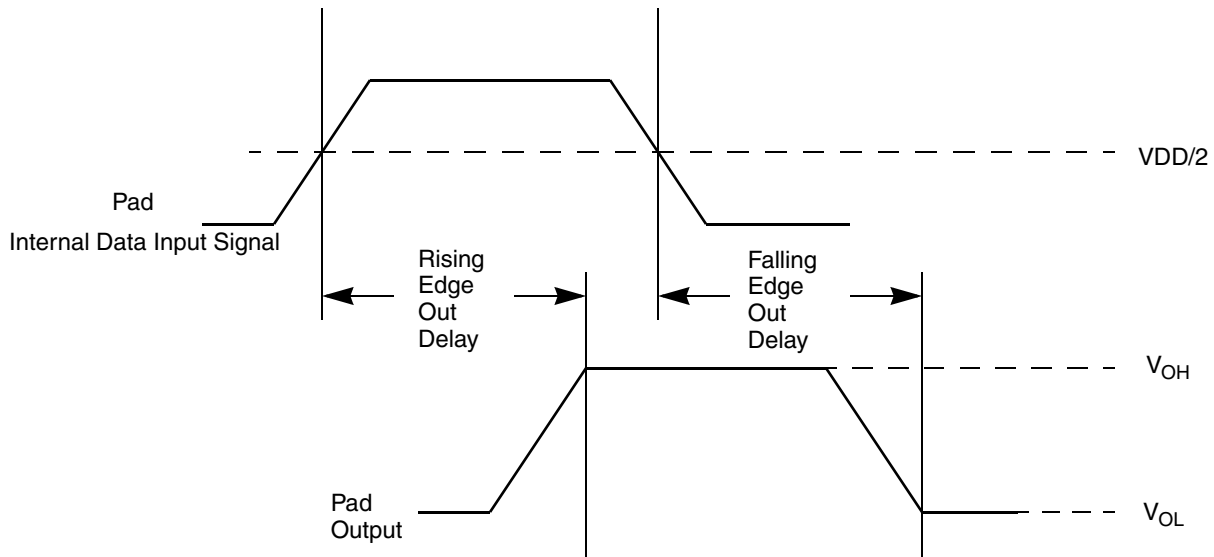 VDD/2
Pad
Internal Data Input Signal
Rising
Edge
Out
Delay
Falling
Edge
Out
Delay
VOH
Pad
Output
VOL